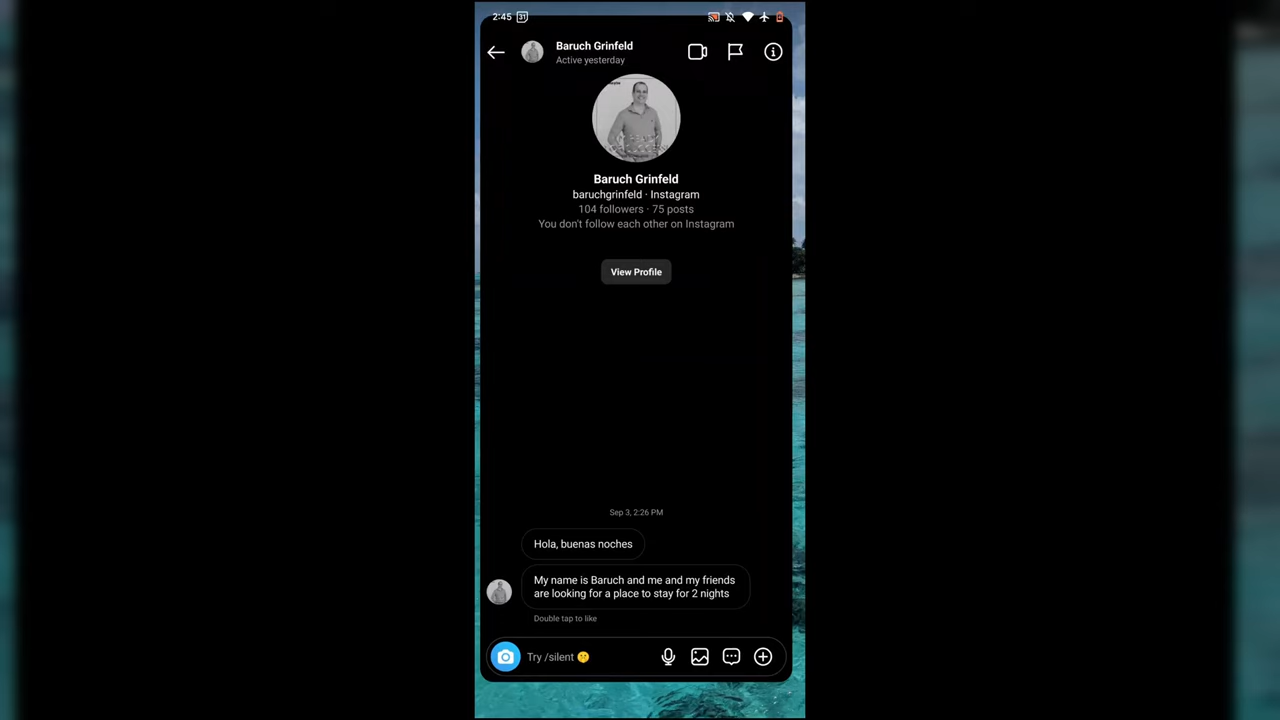 2:45 31
Baruch Grinfeld
Active yesterday
Baruch Grinfeld
baruchgrinfeld · Instagram
104 followers · 75 posts
You don't follow each other on Instagram
View Profile
Sep 3, 2:26 PM
Hola, buenas noches
My name is Baruch and me and my friends
are looking for a place to stay for 2 nights
Double tap to like
Try /silent 🤫